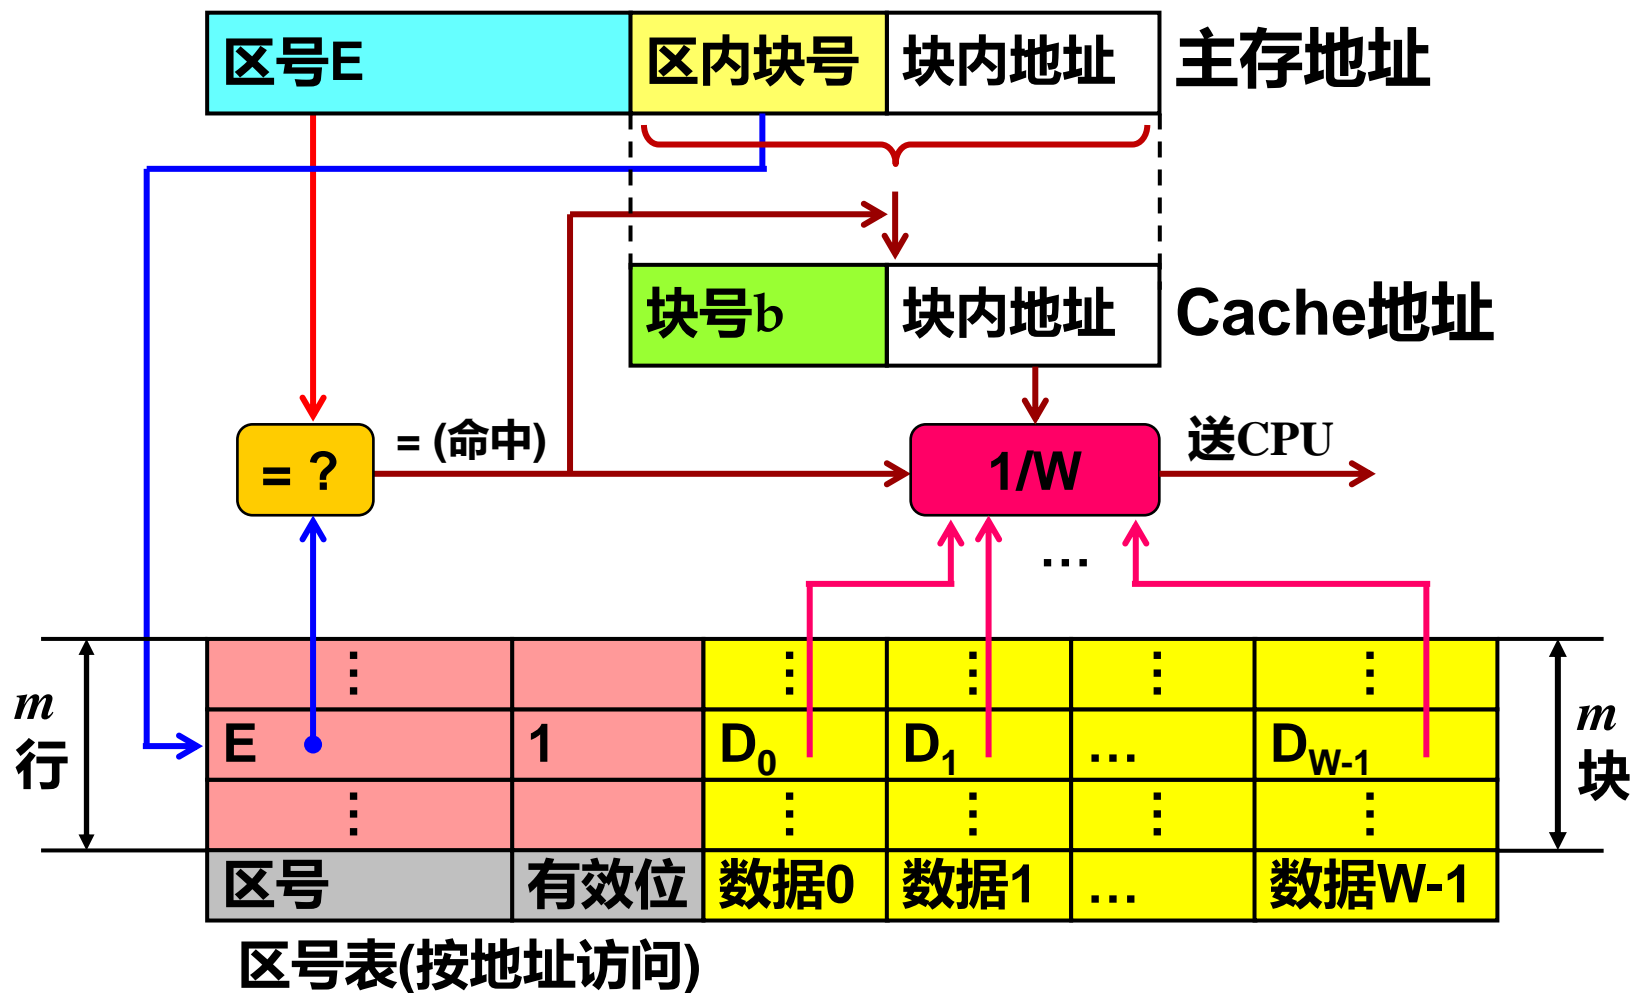 区号E 区内块号 块内地址 主存地址
块号b 块内地址 Cache地址
= ? = (命中) 1/W 送CPU
…
⋮ ⋮ ⋮ ⋮ ⋮
m行 E 1 D0 D1 … DW-1 m块
⋮ ⋮ ⋮ ⋮ ⋮
区号 有效位 数据0 数据1 … 数据W-1
区号表(按地址访问)